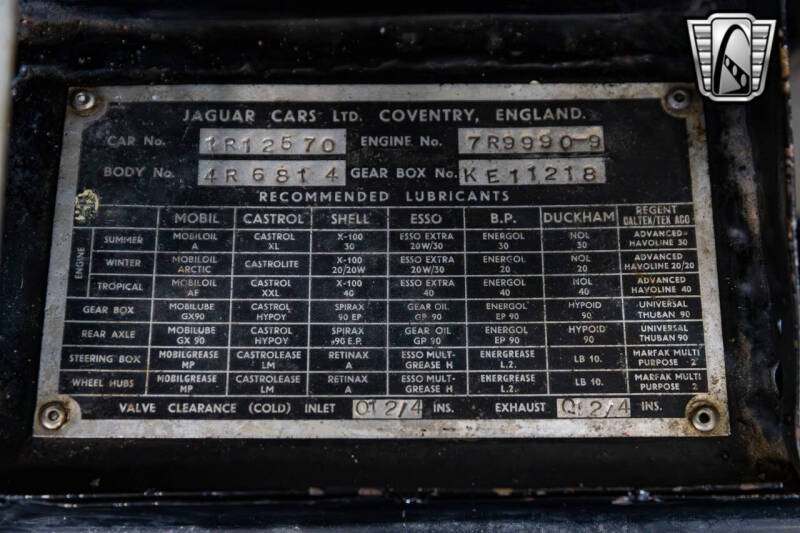 JAGUAR CARS LTD. COVENTRY, ENGLAND.
CAR No. 1R12570 ENGINE No. 7R9990-9
BODY No. 4R6814 GEAR BOX No. KE11218
RECOMMENDED LUBRICANTS
MOBIL CASTROL SHELL ESSO B.P. DUCKHAM REGENT CALTEX/TEXACO
ENGINE
SUMMER MOBILOIL A CASTROL XL X-100 30 ESSO EXTRA 20W/30 ENERGOL 30 NOL 30 ADVANCED HAVOLINE 30
WINTER MOBILOIL ARCTIC CASTROLITE X-100 20/20W ESSO EXTRA 20W/30 ENERGOL 20 NOL 20 ADVANCED HAVOLINE 20/20
TROPICAL MOBILOIL AF CASTROL XXL X-100 40 ESSO EXTRA 40 ENERGOL 40 NOL 40 ADVANCED HAVOLINE 40
GEAR BOX MOBILUBE GX90 CASTROL HYPOY SPIRAX 90 EP GEAR OIL GP 90 ENERGOL EP 90 HYPOID 90 UNIVERSAL THUBAN 90
REAR AXLE MOBILUBE GX 90 CASTROL HYPOY SPIRAX 90 E.P. GEAR OIL GP 90 ENERGOL EP 90 HYPOID 90 UNIVERSAL THUBAN 90
STEERING BOX MOBILGREASE MP CASTROLEASE LM RETINAX A ESSO MULT-GREASE H ENERGREASE L.2. LB 10. MARFAK MULTI PURPOSE 2
WHEEL HUBS MOBILGREASE MP CASTROLEASE LM RETINAX A ESSO MULT-GREASE H ENERGREASE L.2. LB 10. MARFAK MULTI PURPOSE 2
VALVE CLEARANCE (COLD) INLET 012/4 INS. EXHAUST 012/4 INS.